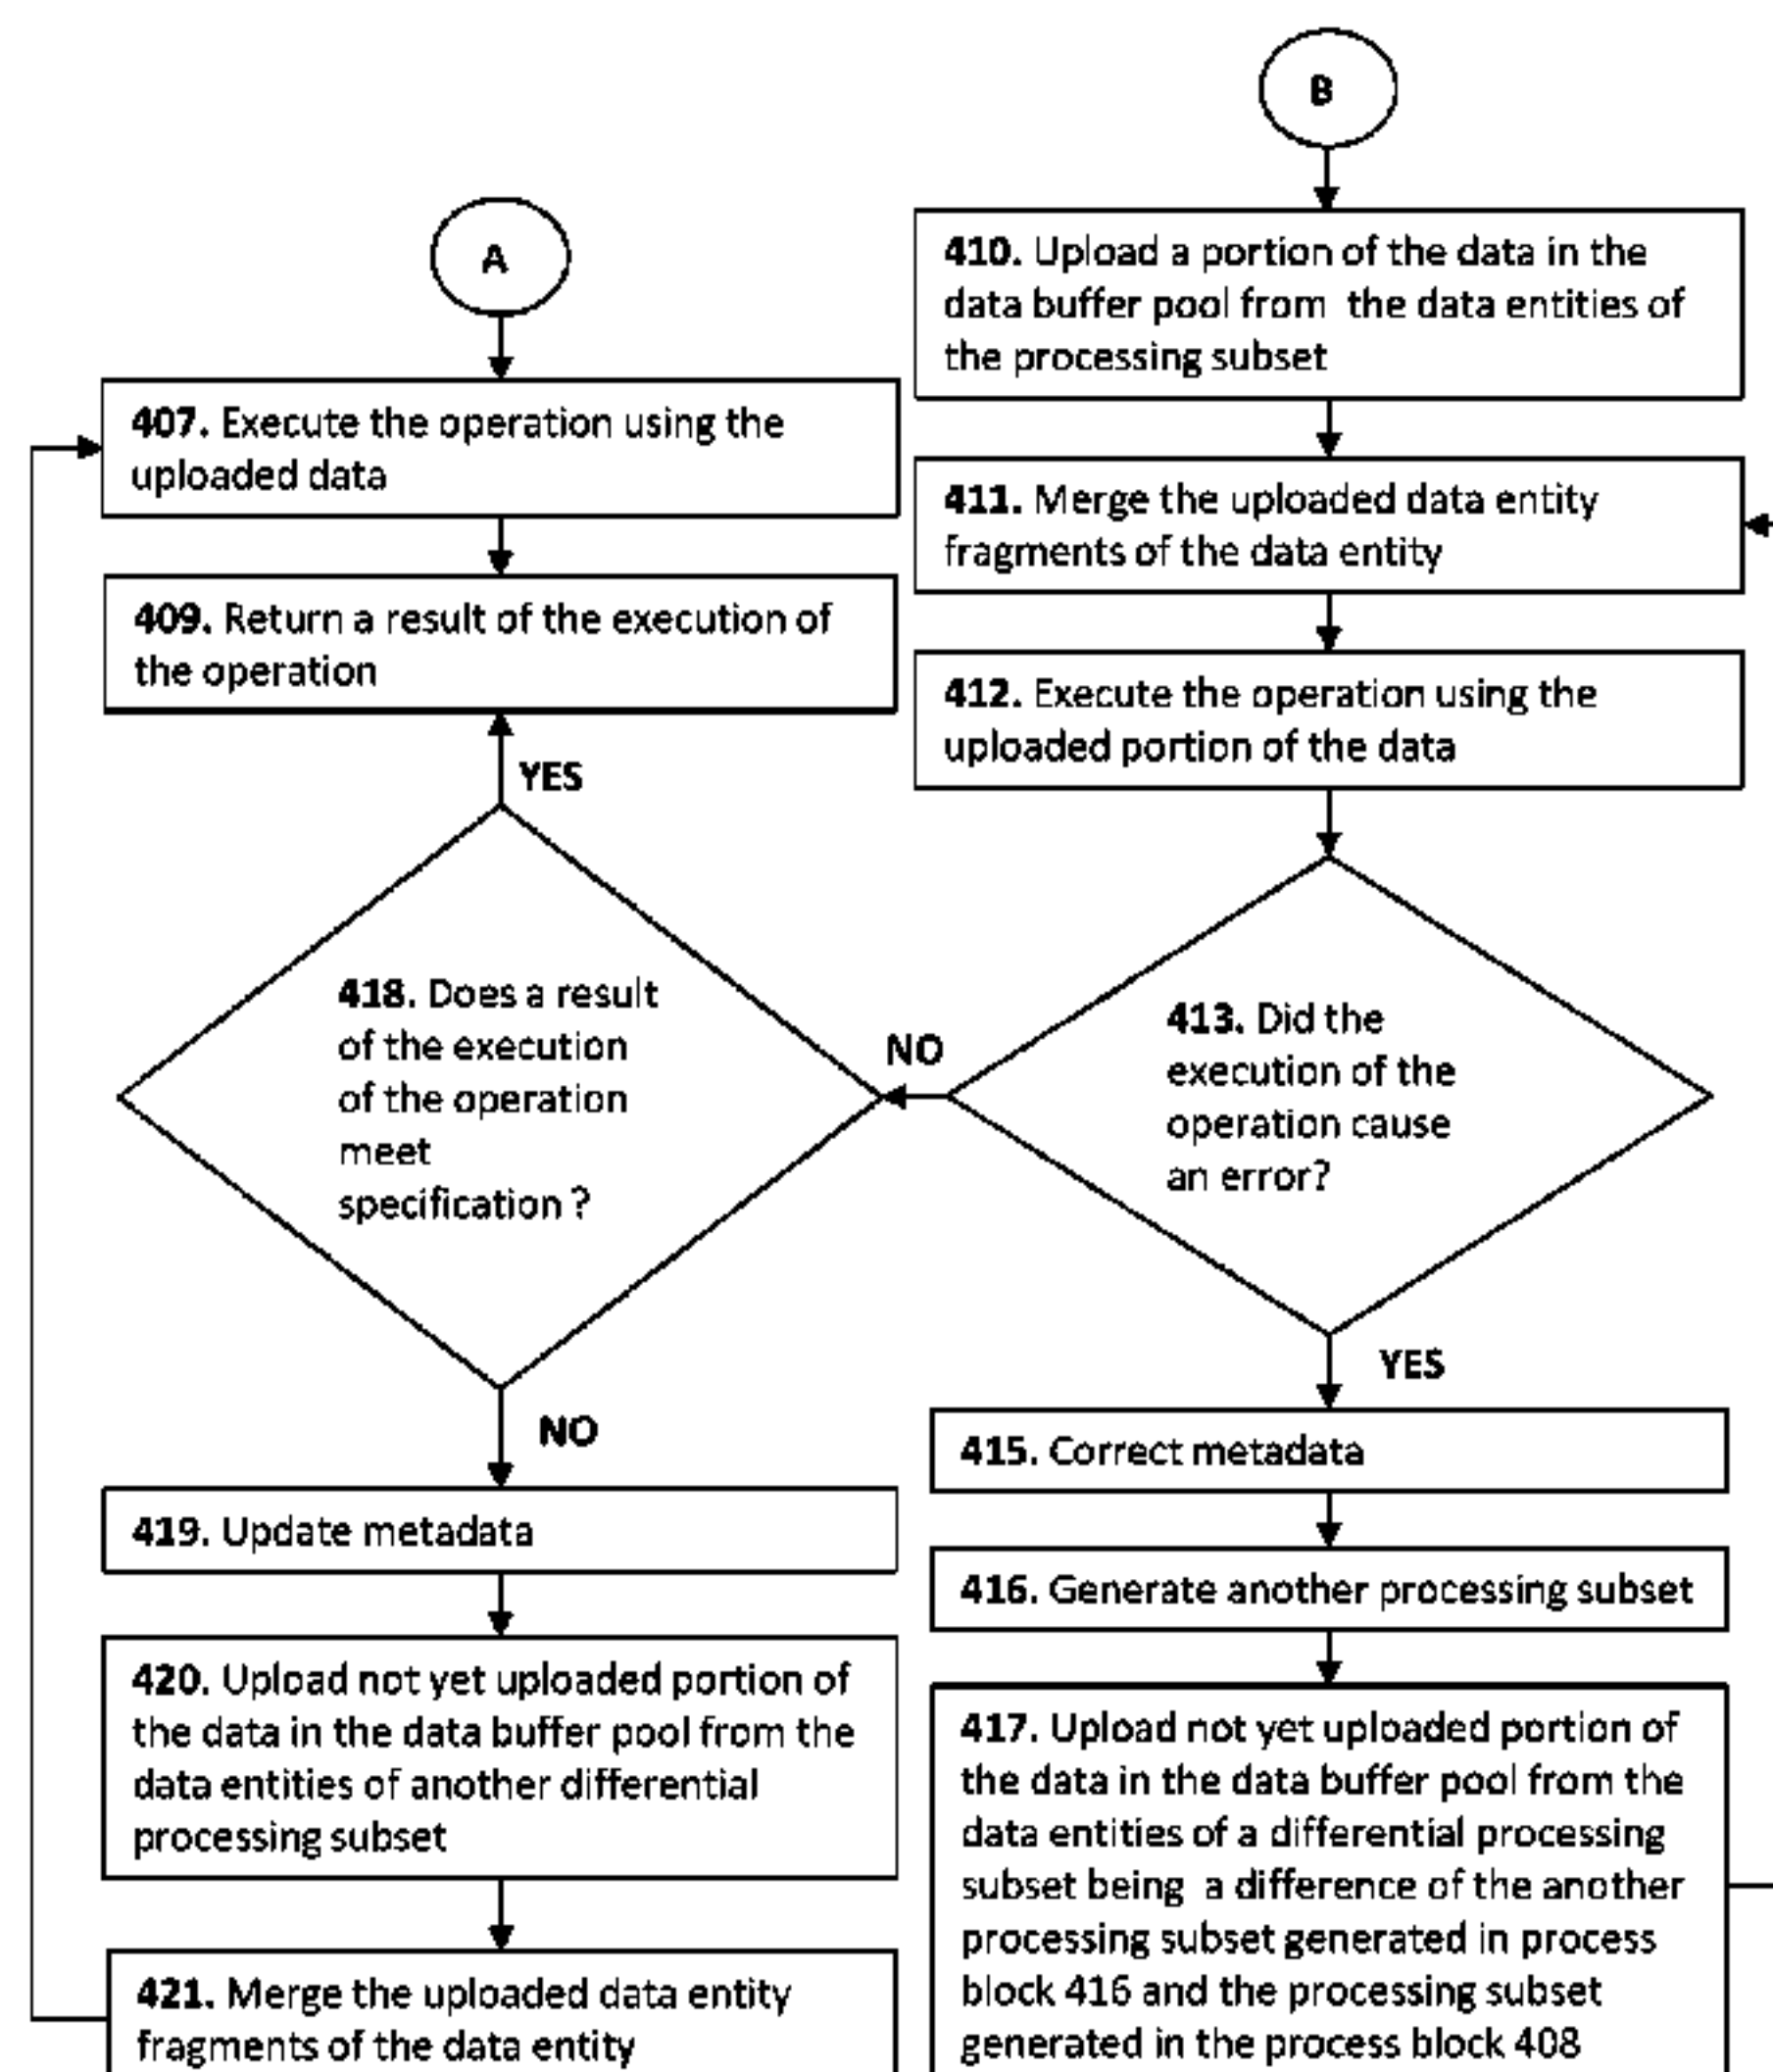 A
407. Execute the operation using the
uploaded data
409. Return a result of the execution of
the operation
YES
418. Does a result
of the execution
of the operation
meet
specification ?
NO
419. Update metadata
420. Upload not yet uploaded portion of
the data in the data buffer pool from the
data entities of another differential
processing subset
421. Merge the uploaded data entity
fragments of the data entity
B
410. Upload a portion of the data in the
data buffer pool from the data entities of
the processing subset
411. Merge the uploaded data entity
fragments of the data entity
412. Execute the operation using the
uploaded portion of the data
413. Did the
execution of the
operation cause
an error?
NO
YES
415. Correct metadata
416. Generate another processing subset
417. Upload not yet uploaded portion of
the data in the data buffer pool from the
data entities of a differential processing
subset being a difference of the another
processing subset generated in process
block 416 and the processing subset
generated in the process block 408